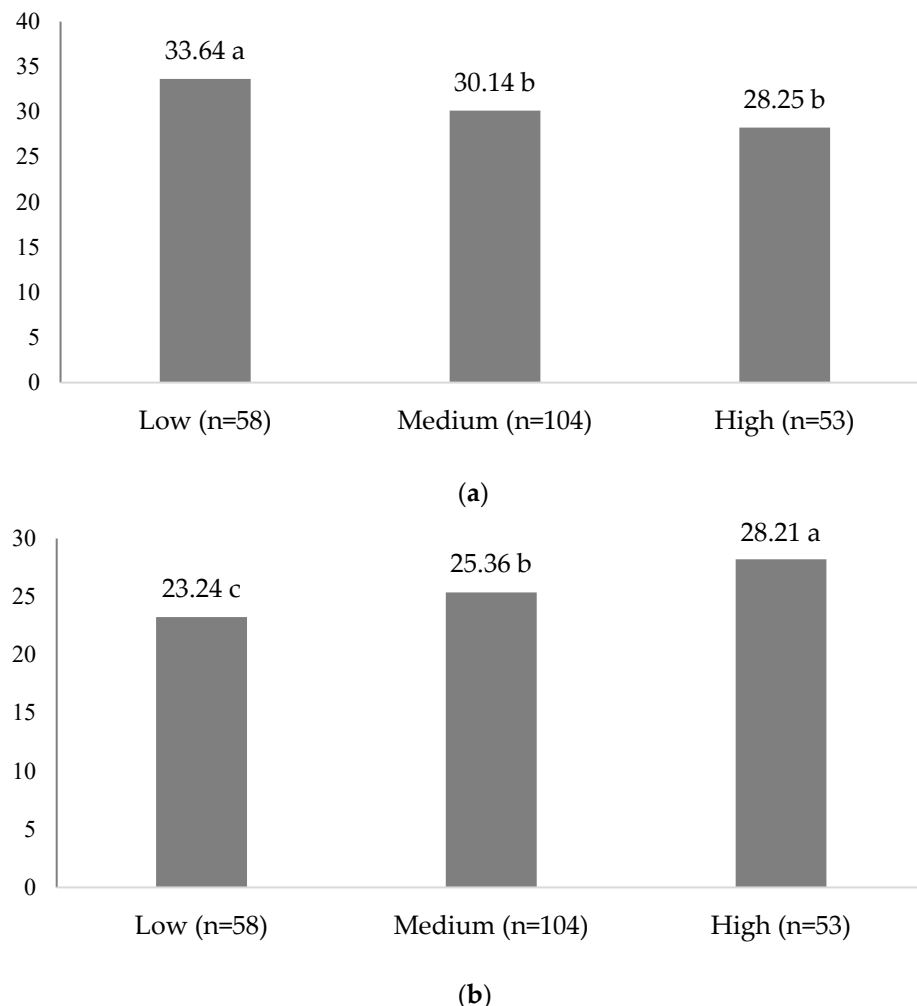 40
35
30
25
20
15
10
5
0
33.64 a
30.14 b
28.25 b
Low (n=58)
Medium (n=104)
High (n=53)
(a)
30
25
20
15
10
5
0
23.24 c
25.36 b
28.21 a
Low (n=58)
Medium (n=104)
High (n=53)
(b)